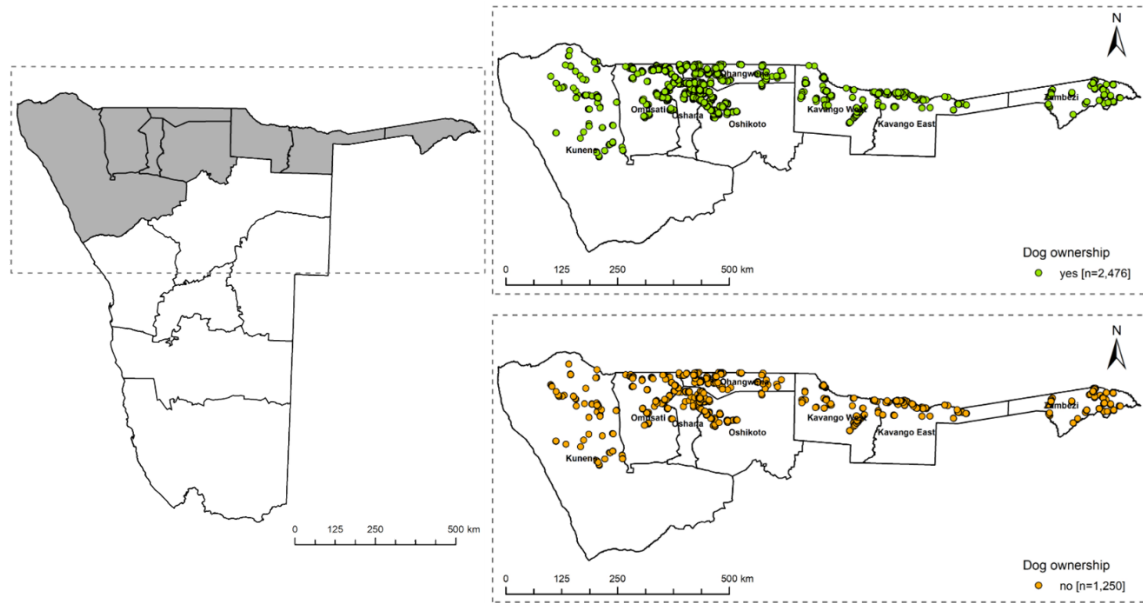 N
Ohangwena
Zambezi
Omusati
Oshana
Kavango West
Oshikoto
Kavango East
Kunene
Dog ownership
yes [n=2,476]
0 125 250 500 km
N
Ohangwena
Zambezi
Omusati
Oshana
Kavango West
Oshikoto
Kavango East
Kunene
0 125 250 500 km
Dog ownership
no [n=1,250]
0 125 250 500 km